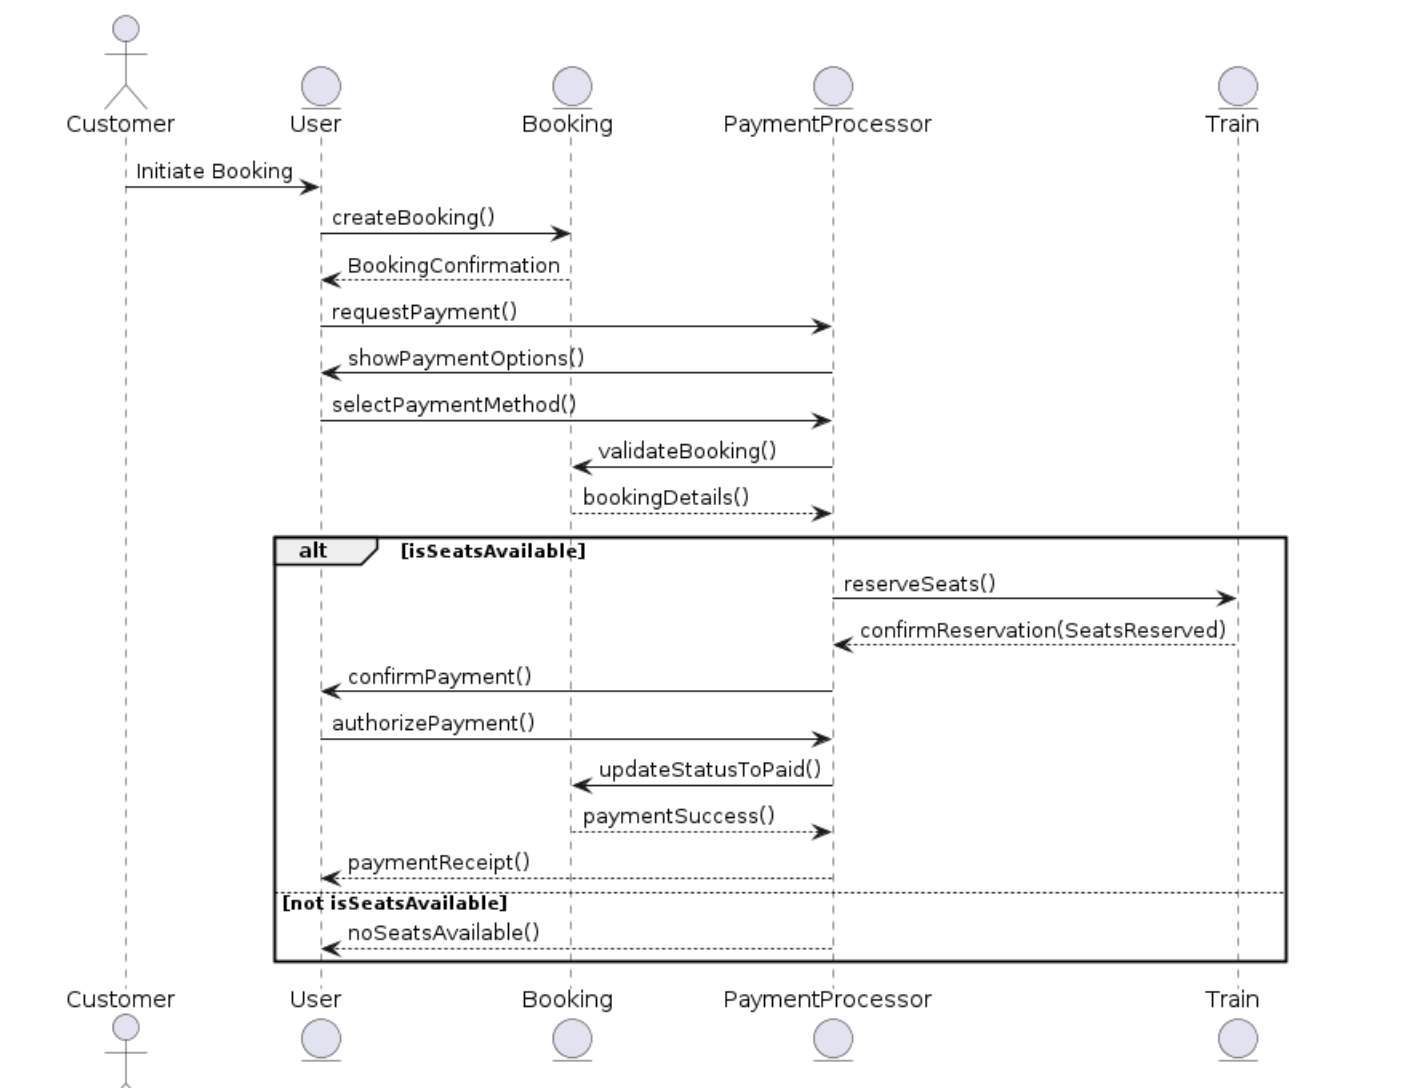 Customer User Booking PaymentProcessor Train
Initiate Booking
createBooking()
BookingConfirmation
requestPayment()
showPaymentOptions()
selectPaymentMethod()
validateBooking()
bookingDetails()
alt [isSeatsAvailable]
reserveSeats()
confirmReservation(SeatsReserved)
confirmPayment()
authorizePayment()
updateStatusToPaid()
paymentSuccess()
paymentReceipt()
[not isSeatsAvailable]
noSeatsAvailable()
Customer User Booking PaymentProcessor Train